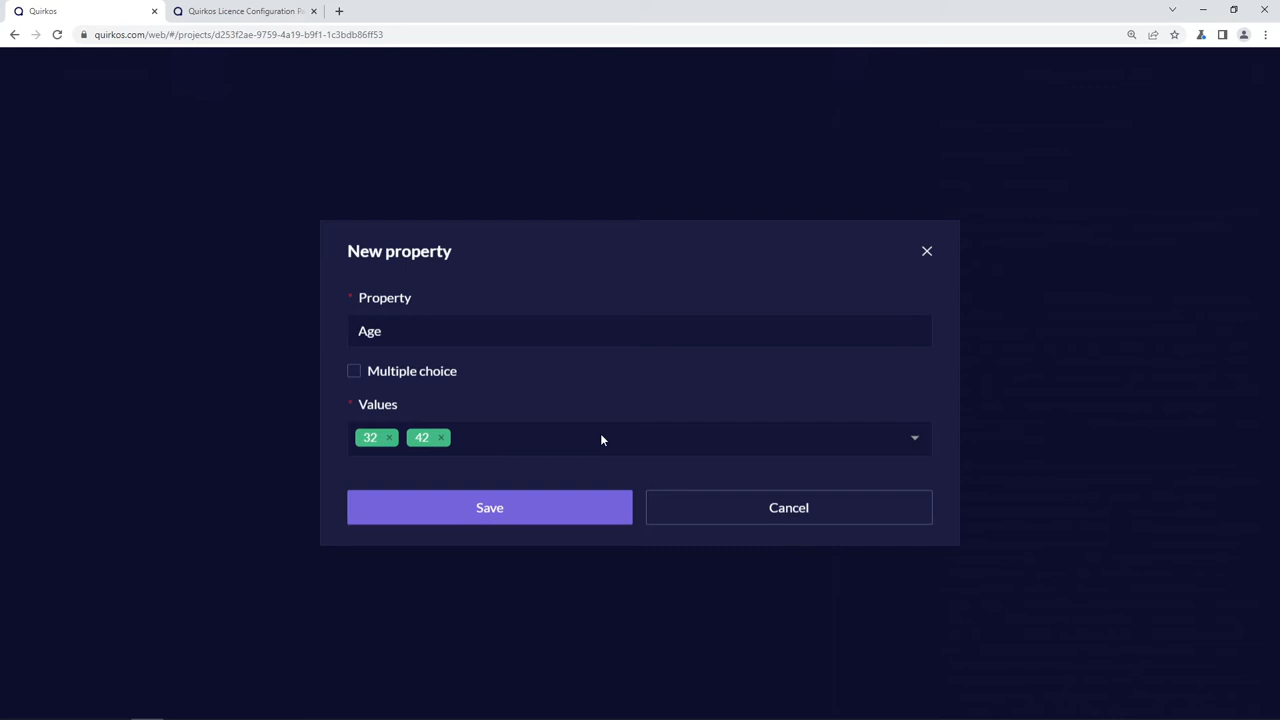 Quirkos
Quirkos Licence Configuration Pa
quirkos.com/web/#/projects/d253f2ae-9759-4a19-b9f1-1c3bdb86ff53
New property
* Property
Age
Multiple choice
* Values
32 × 42 ×
Save Cancel